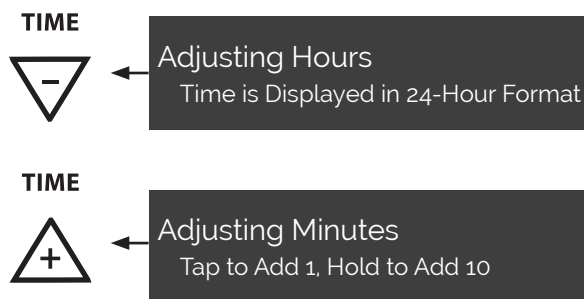 TIME
-
Adjusting Hours
Time is Displayed in 24-Hour Format
TIME
+
Adjusting Minutes
Tap to Add 1, Hold to Add 10